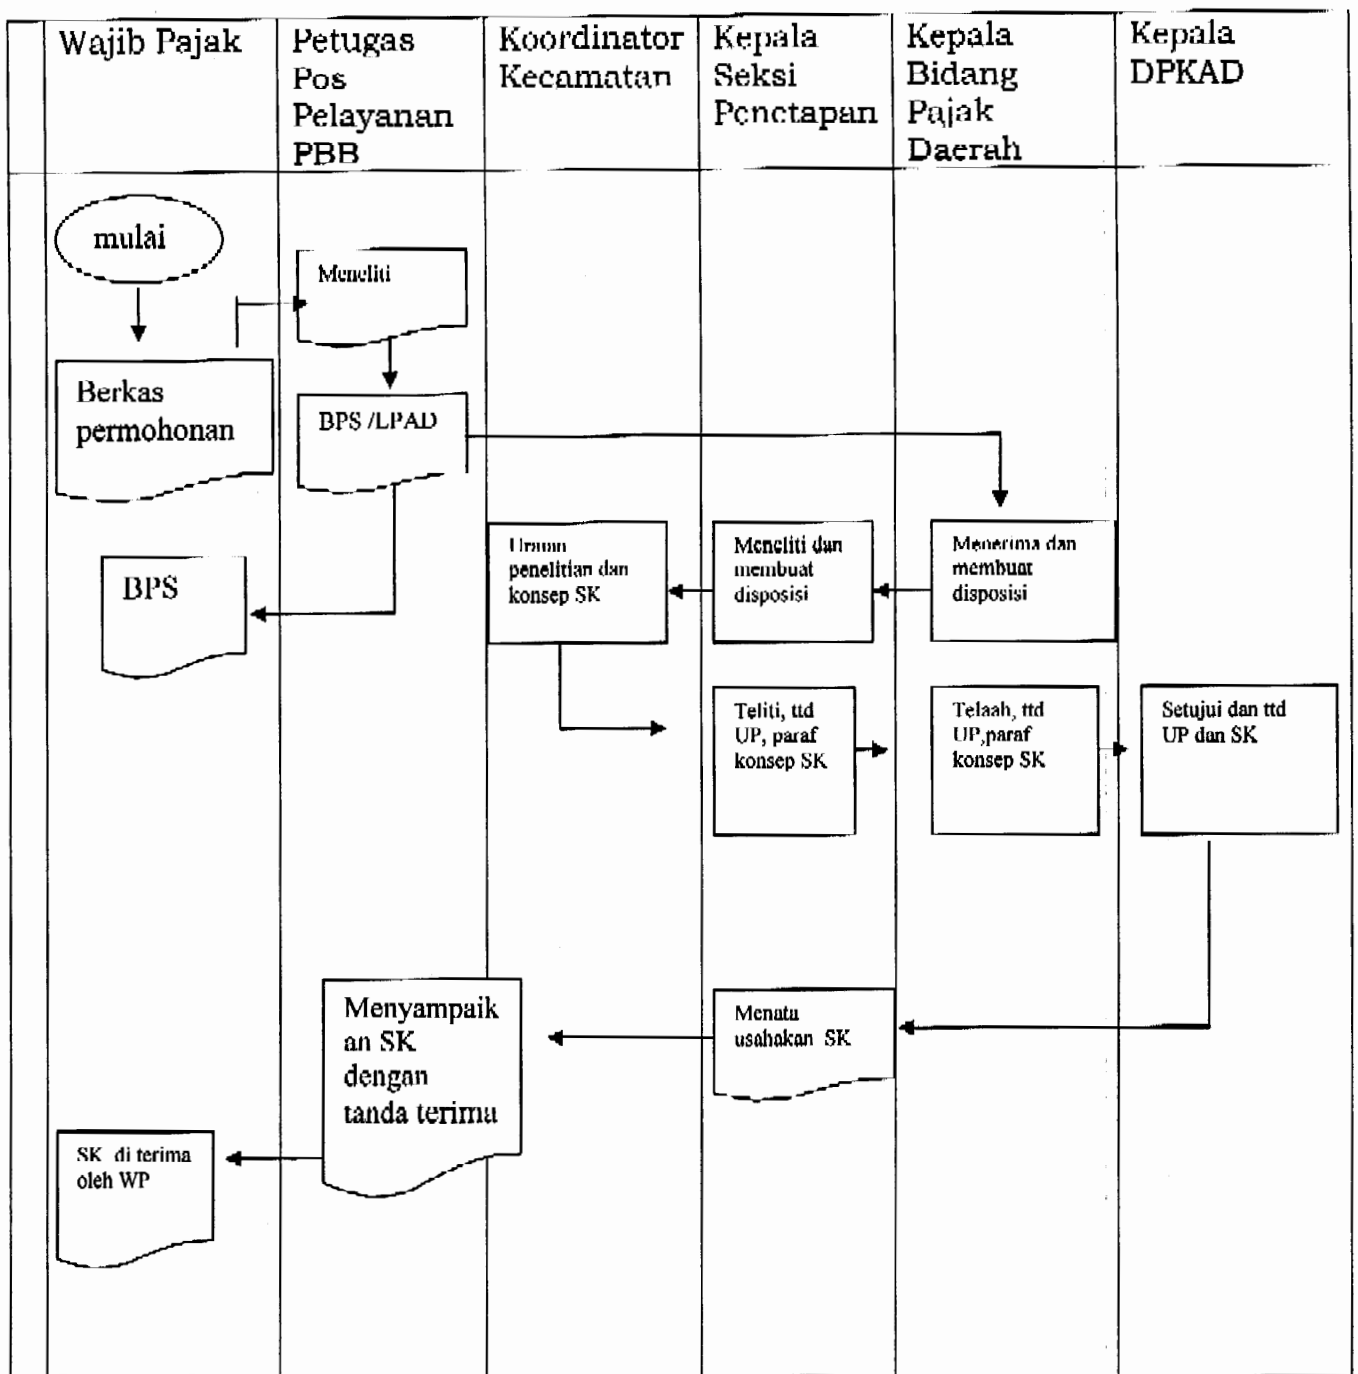 Wajib Pajak
Petugas
Pos
Pelayanan
PBB
Koordinator
Kecamatan
Kepala
Seksi
Penetapan
Kepala
Bidang
Pajak
Daerah
Kepala
DPKAD
mulai
Meneliti
Berkas
permohonan
BPS /LPAD
BPS
Uraian
penelitian dan
konsep SK
Meneliti dan
membuat
disposisi
Menerima dan
membuat
disposisi
Teliti, ttd
UP, paraf
konsep SK
Telaah, ttd
UP,paraf
konsep SK
Setujui dan ttd
UP dan SK
Menyampaik
an SK
dengan
tanda terima
Menata
usahakan SK
SK di terima
oleh WP